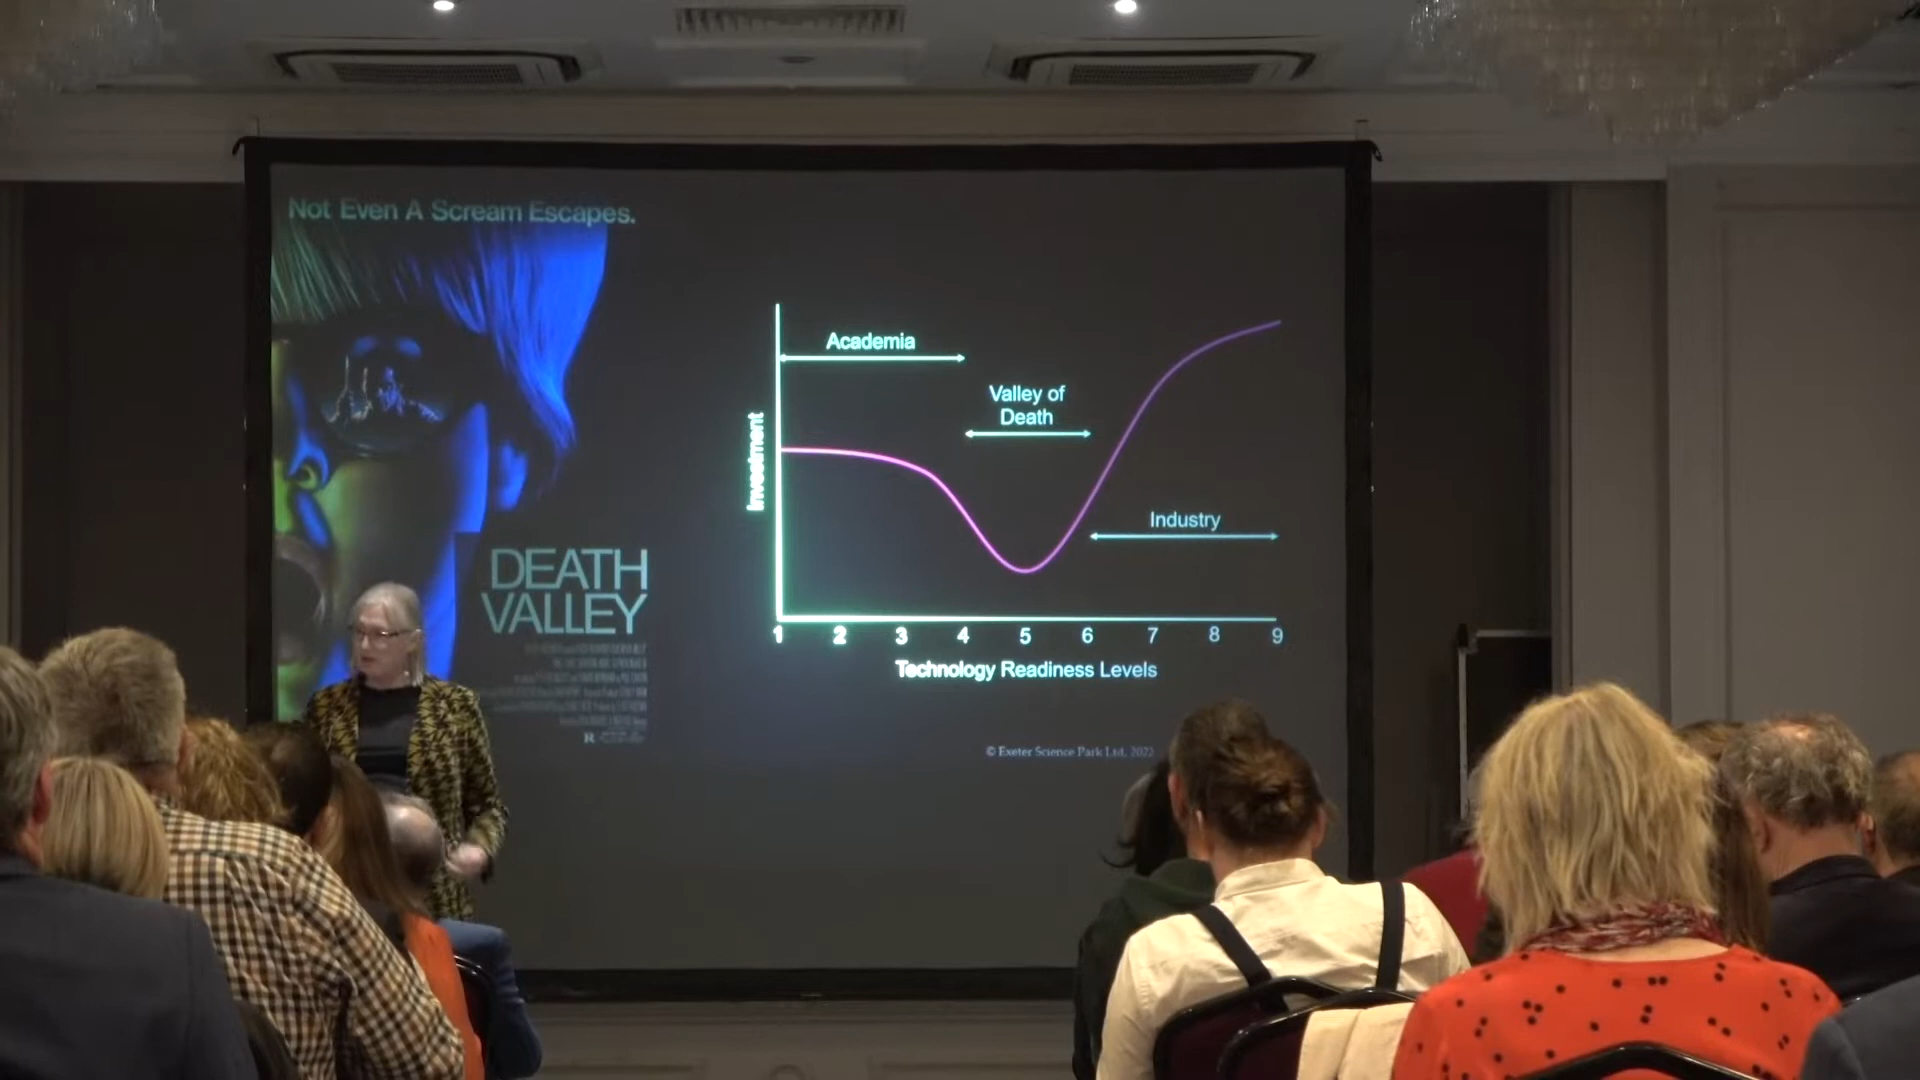 Not Even A Scream Escapes.
DEATH
VALLEY
R
Academia
Valley of
Death
Industry
Investment
1 2 3 4 5 6 7 8 9
Technology Readiness Levels
© Exeter Science Park Ltd, 2022